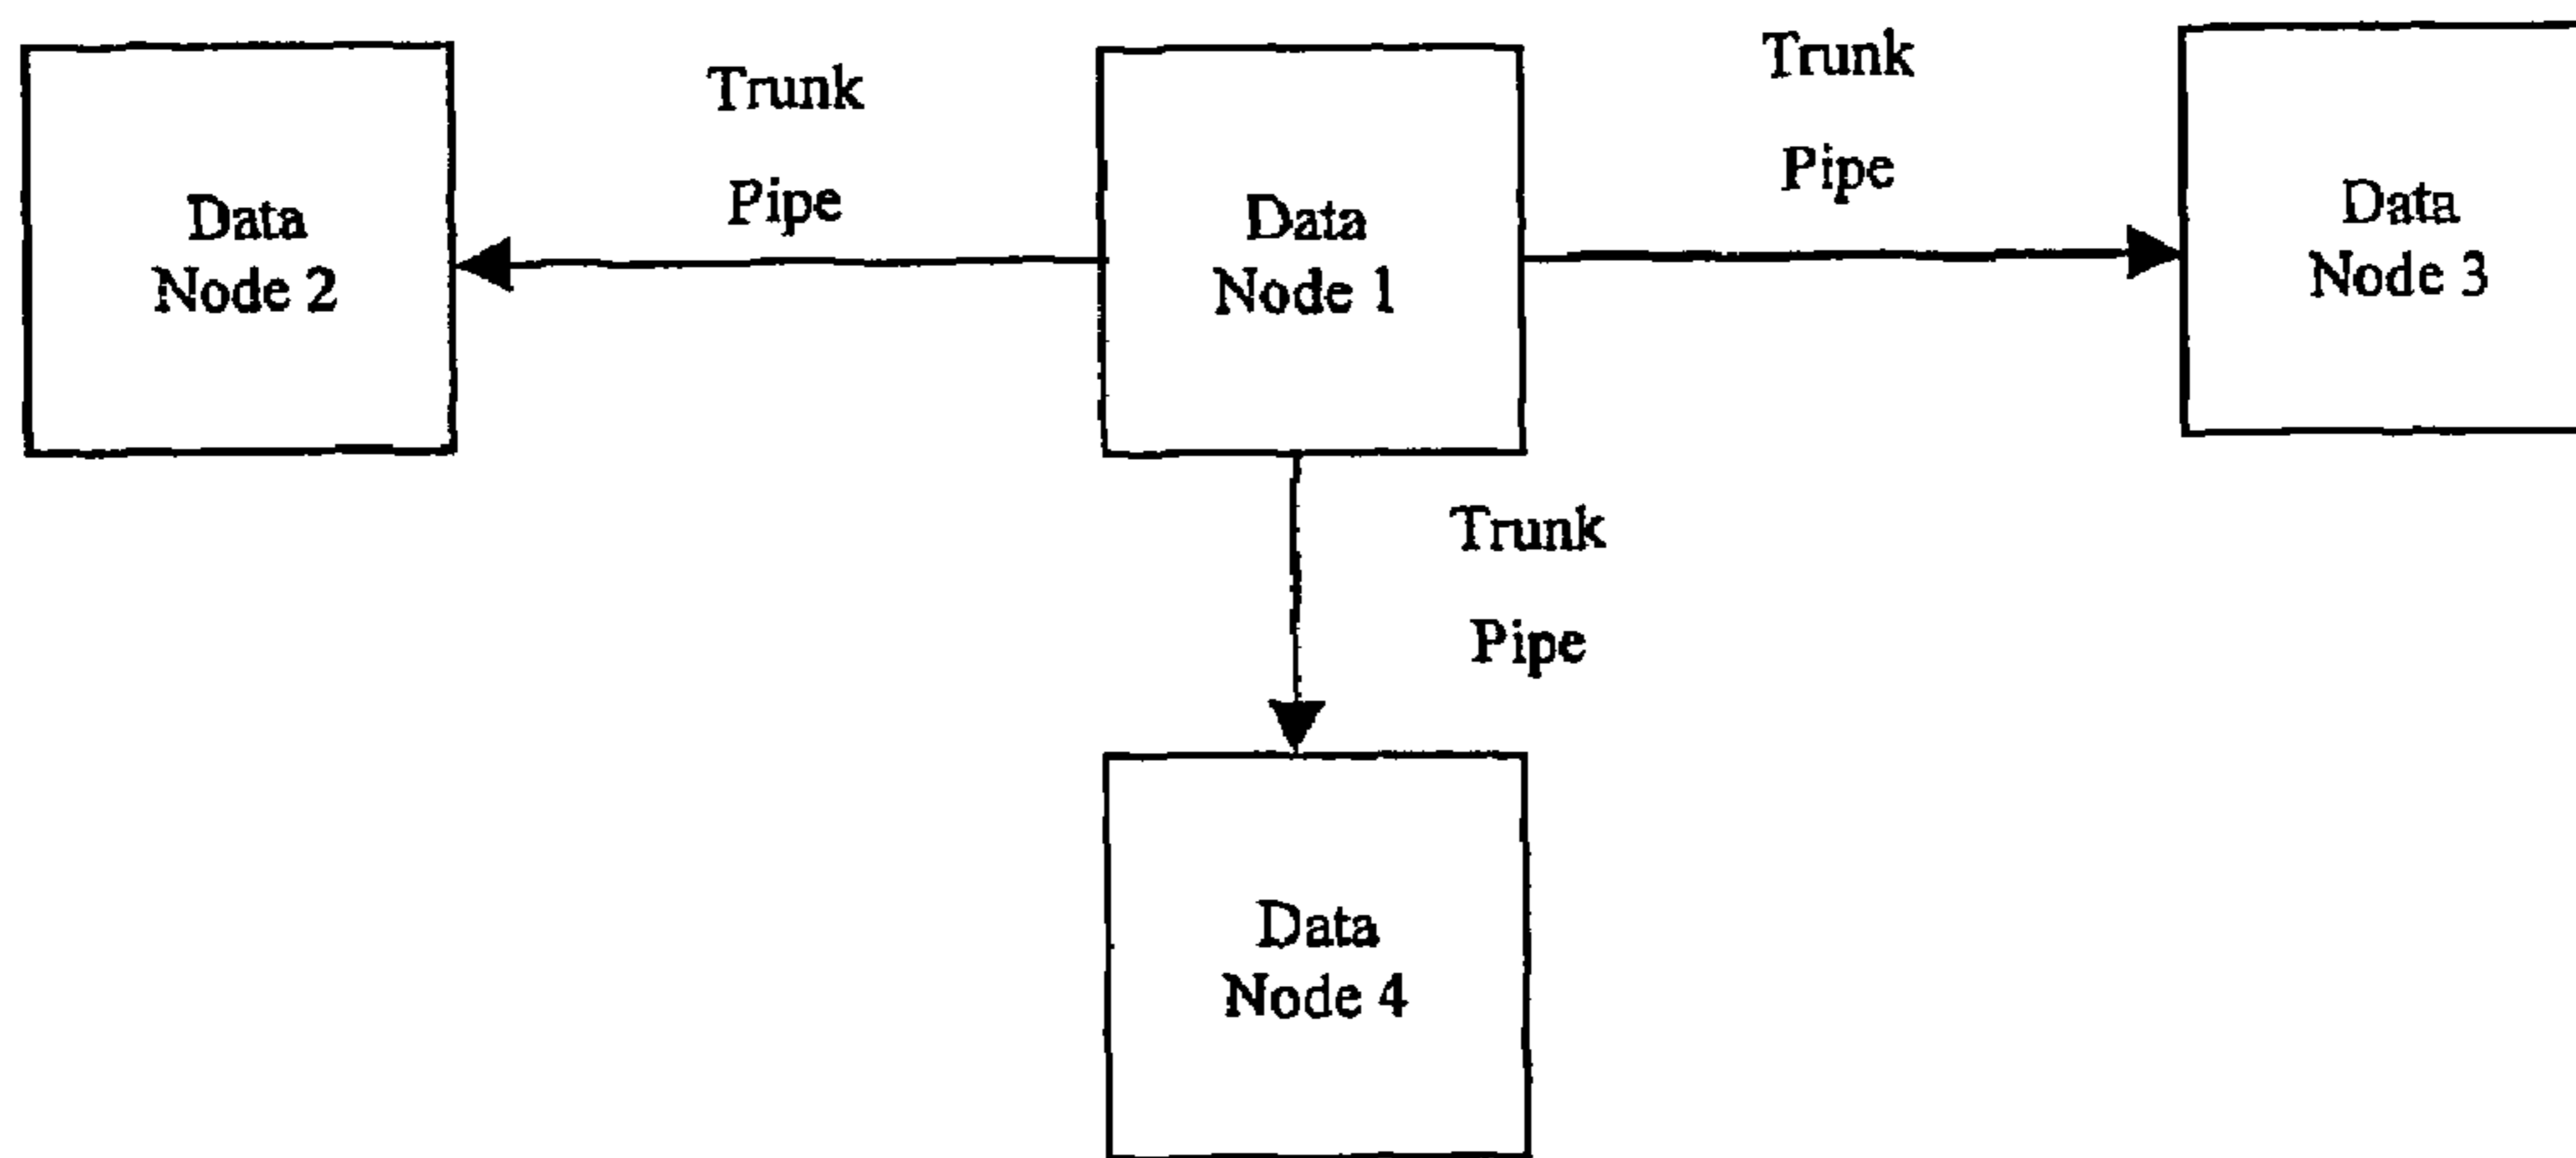 Data
Node 2
Trunk
Pipe
Data
Node 1
Trunk
Pipe
Data
Node 3
Trunk
Pipe
Data
Node 4